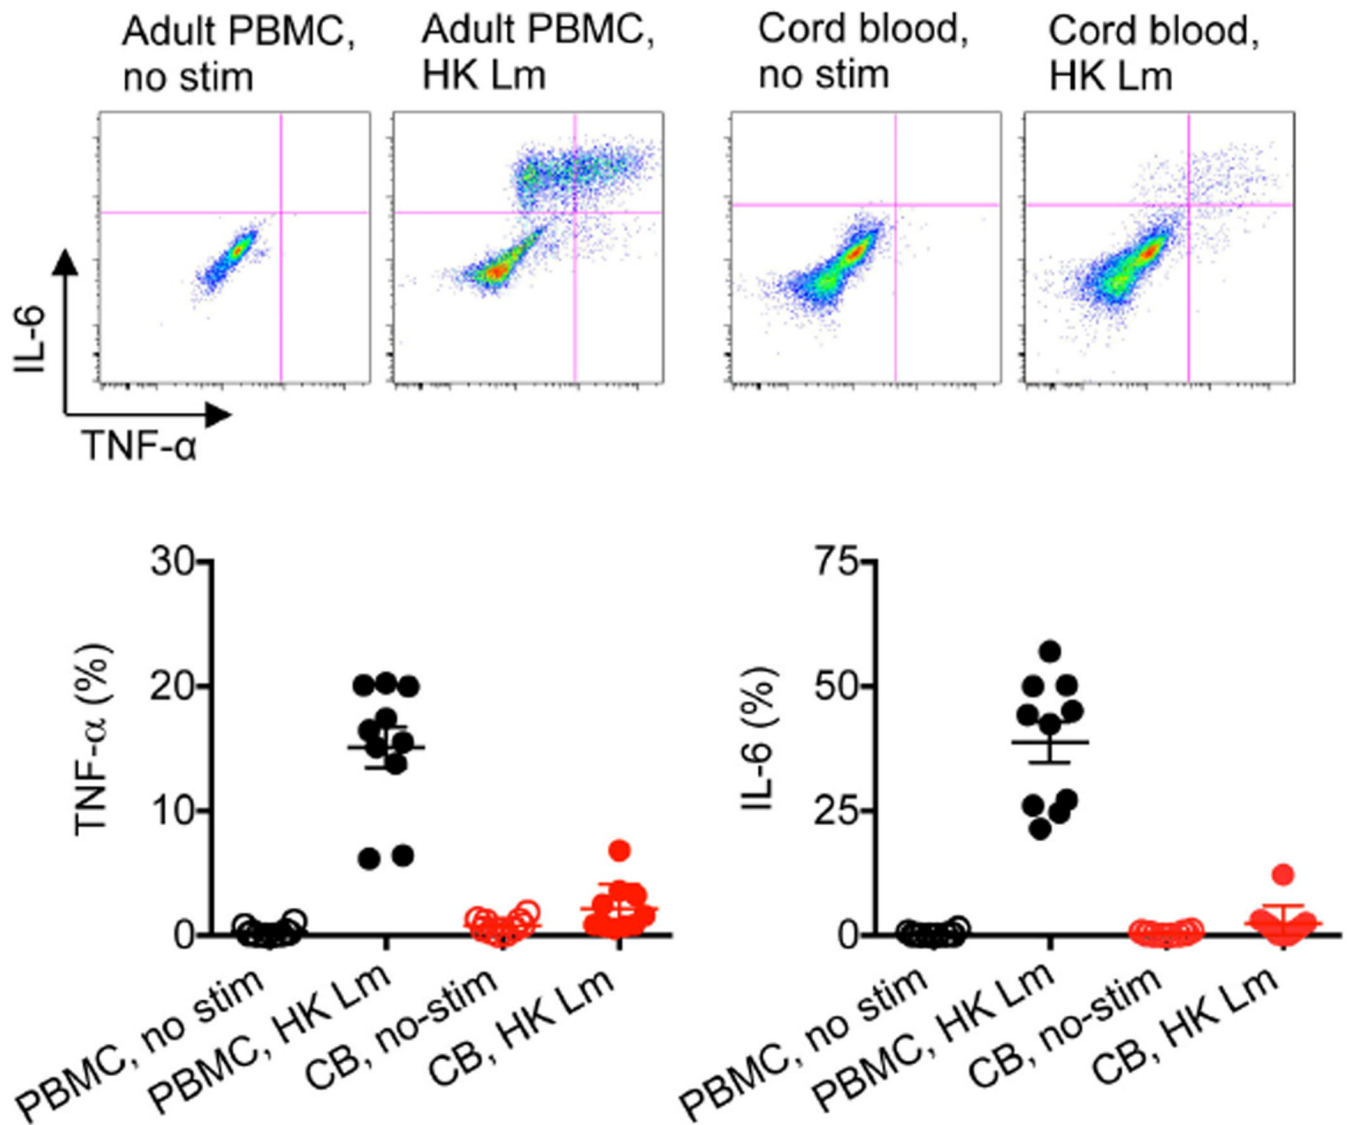 Adult PBMC,
no stim
Adult PBMC,
HK Lm
Cord blood,
no stim
Cord blood,
HK Lm
IL-6
TNF-α
TNF-α (%)
30
20
10
0
PBMC, no stim
PBMC, HK Lm
CB, no-stim
CB, HK Lm
IL-6 (%)
75
50
25
0
PBMC, no stim
PBMC, HK Lm
CB, no-stim
CB, HK Lm